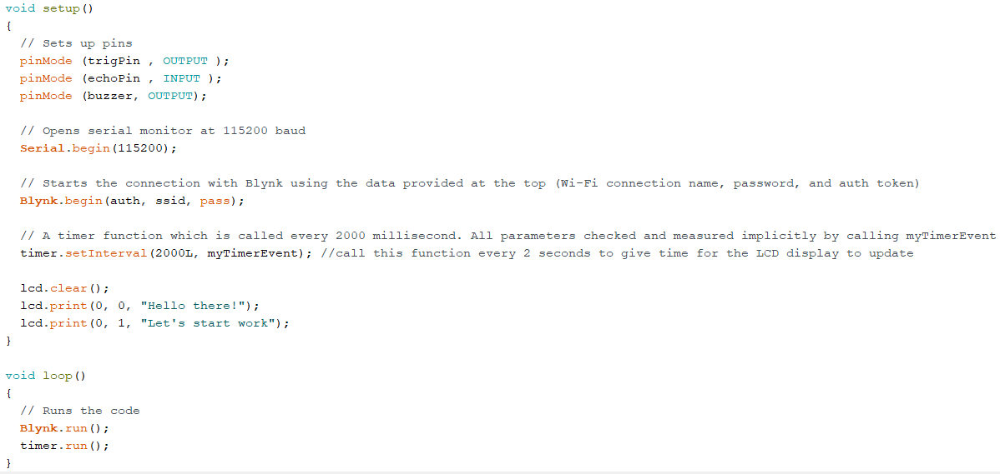 void setup()
{
  // Sets up pins
  pinMode (trigPin , OUTPUT );
  pinMode (echoPin , INPUT );
  pinMode (buzzer, OUTPUT);

  // Opens serial monitor at 115200 baud
  Serial.begin(115200);

  // Starts the connection with Blynk using the data provided at the top (Wi-Fi connection name, password, and auth token)
  Blynk.begin(auth, ssid, pass);

  // A timer function which is called every 2000 millisecond. All parameters checked and measured implicitly by calling myTimerEvent
  timer.setInterval(2000L, myTimerEvent); //call this function every 2 seconds to give time for the LCD display to update

  lcd.clear();
  lcd.print(0, 0, "Hello there!");
  lcd.print(0, 1, "Let's start work");
}

void loop()
{
  // Runs the code
  Blynk.run();
  timer.run();
}